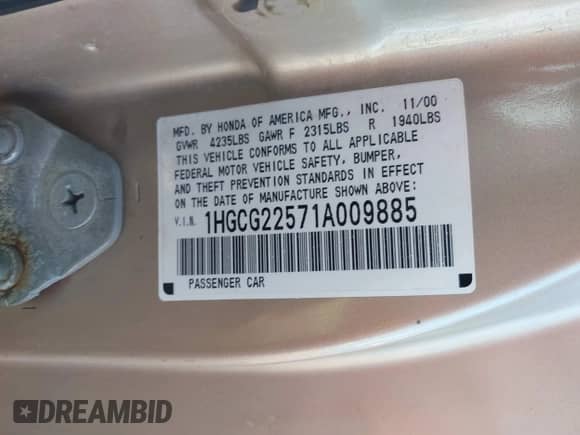 MFD. BY HONDA OF AMERICA MFG., INC. 11/00
GVWR 4235LBS GAWR F 2315LBS R 1940LBS
THIS VEHICLE CONFORMS TO ALL APPLICABLE
FEDERAL MOTOR VEHICLE SAFETY, BUMPER,
AND THEFT PREVENTION STANDARDS IN EFFECT
ON THE DATE OF MANUFACTURE SHOWN ABOVE:
V.I.N. 1HGCG22571A009885
PASSENGER CAR
DREAMBID